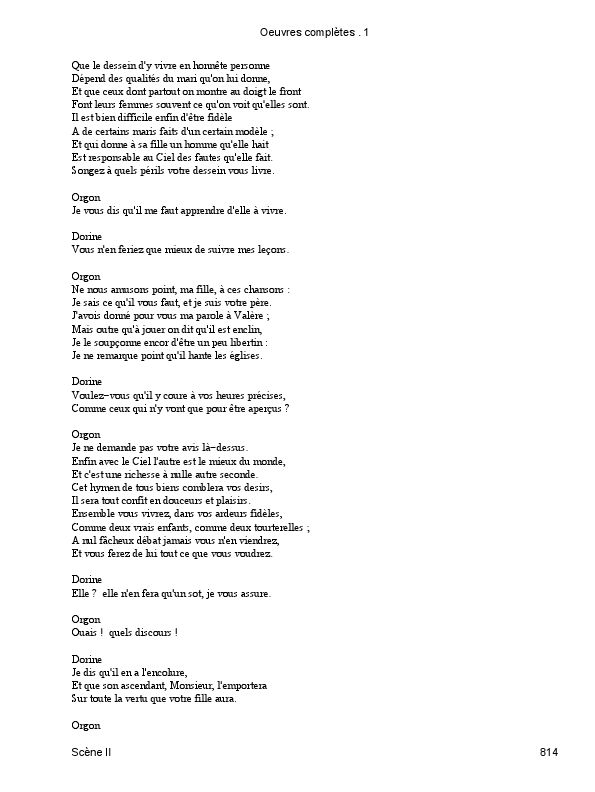 Oeuvres complètes . 1
Que le dessein d'y vivre en honnête personne
Dépend des qualités du mari qu'on lui donne,
Et que ceux dont partout on montre au doigt le front
Font leurs femmes souvent ce qu'on voit qu'elles sont.
Il est bien difficile enfin d'être fidèle
A de certains maris faits d'un certain modèle ;
Et qui donne à sa fille un homme qu'elle hait
Est responsable au Ciel des fautes qu'elle fait.
Songez à quels périls votre dessein vous livre.
Orgon
Je vous dis qu'il me faut apprendre d'elle à vivre.
Dorine
Vous n'en feriez que mieux de suivre mes leçons.
Orgon
Ne nous amusons point, ma fille, à ces chansons :
Je sais ce qu'il vous faut, et je suis votre père.
J'avois donné pour vous ma parole à Valère ;
Mais outre qu'à jouer on dit qu'il est enclin,
Je le soupçonne encor d'être un peu libertin :
Je ne remarque point qu'il hante les églises.
Dorine
Voulez−vous qu'il y coure à vos heures précises,
Comme ceux qui n'y vont que pour être aperçus ?
Orgon
Je ne demande pas votre avis là−dessus.
Enfin avec le Ciel l'autre est le mieux du monde,
Et c'est une richesse à nulle autre seconde.
Cet hymen de tous biens comblera vos desirs,
Il sera tout confit en douceurs et plaisirs.
Ensemble vous vivrez, dans vos ardeurs fidèles,
Comme deux vrais enfants, comme deux tourterelles ;
A nul fâcheux débat jamais vous n'en viendrez,
Et vous ferez de lui tout ce que vous voudrez.
Dorine
Elle ?  elle n'en fera qu'un sot, je vous assure.
Orgon
Ouais !  quels discours !
Dorine
Je dis qu'il en a l'encolure,
Et que son ascendant, Monsieur, l'emportera
Sur toute la vertu que votre fille aura.
Orgon
Scène II 814